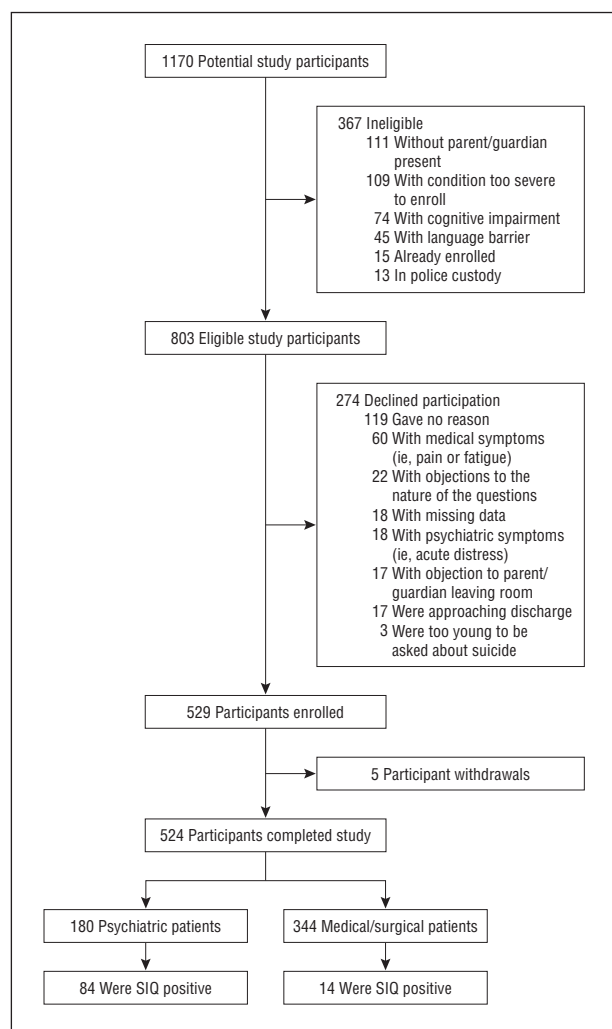 1170 Potential study participants
367 Ineligible
111 Without parent/guardian
present
109 With condition too severe
to enroll
74 With cognitive impairment
45 With language barrier
15 Already enrolled
13 In police custody
803 Eligible study participants
274 Declined participation
119 Gave no reason
60 With medical symptoms
(ie, pain or fatigue)
22 With objections to the
nature of the questions
18 With missing data
18 With psychiatric symptoms
(ie, acute distress)
17 With objection to parent/
guardian leaving room
17 Were approaching discharge
3 Were too young to be
asked about suicide
529 Participants enrolled
5 Participant withdrawals
524 Participants completed study
180 Psychiatric patients
344 Medical/surgical patients
84 Were SIQ positive
14 Were SIQ positive